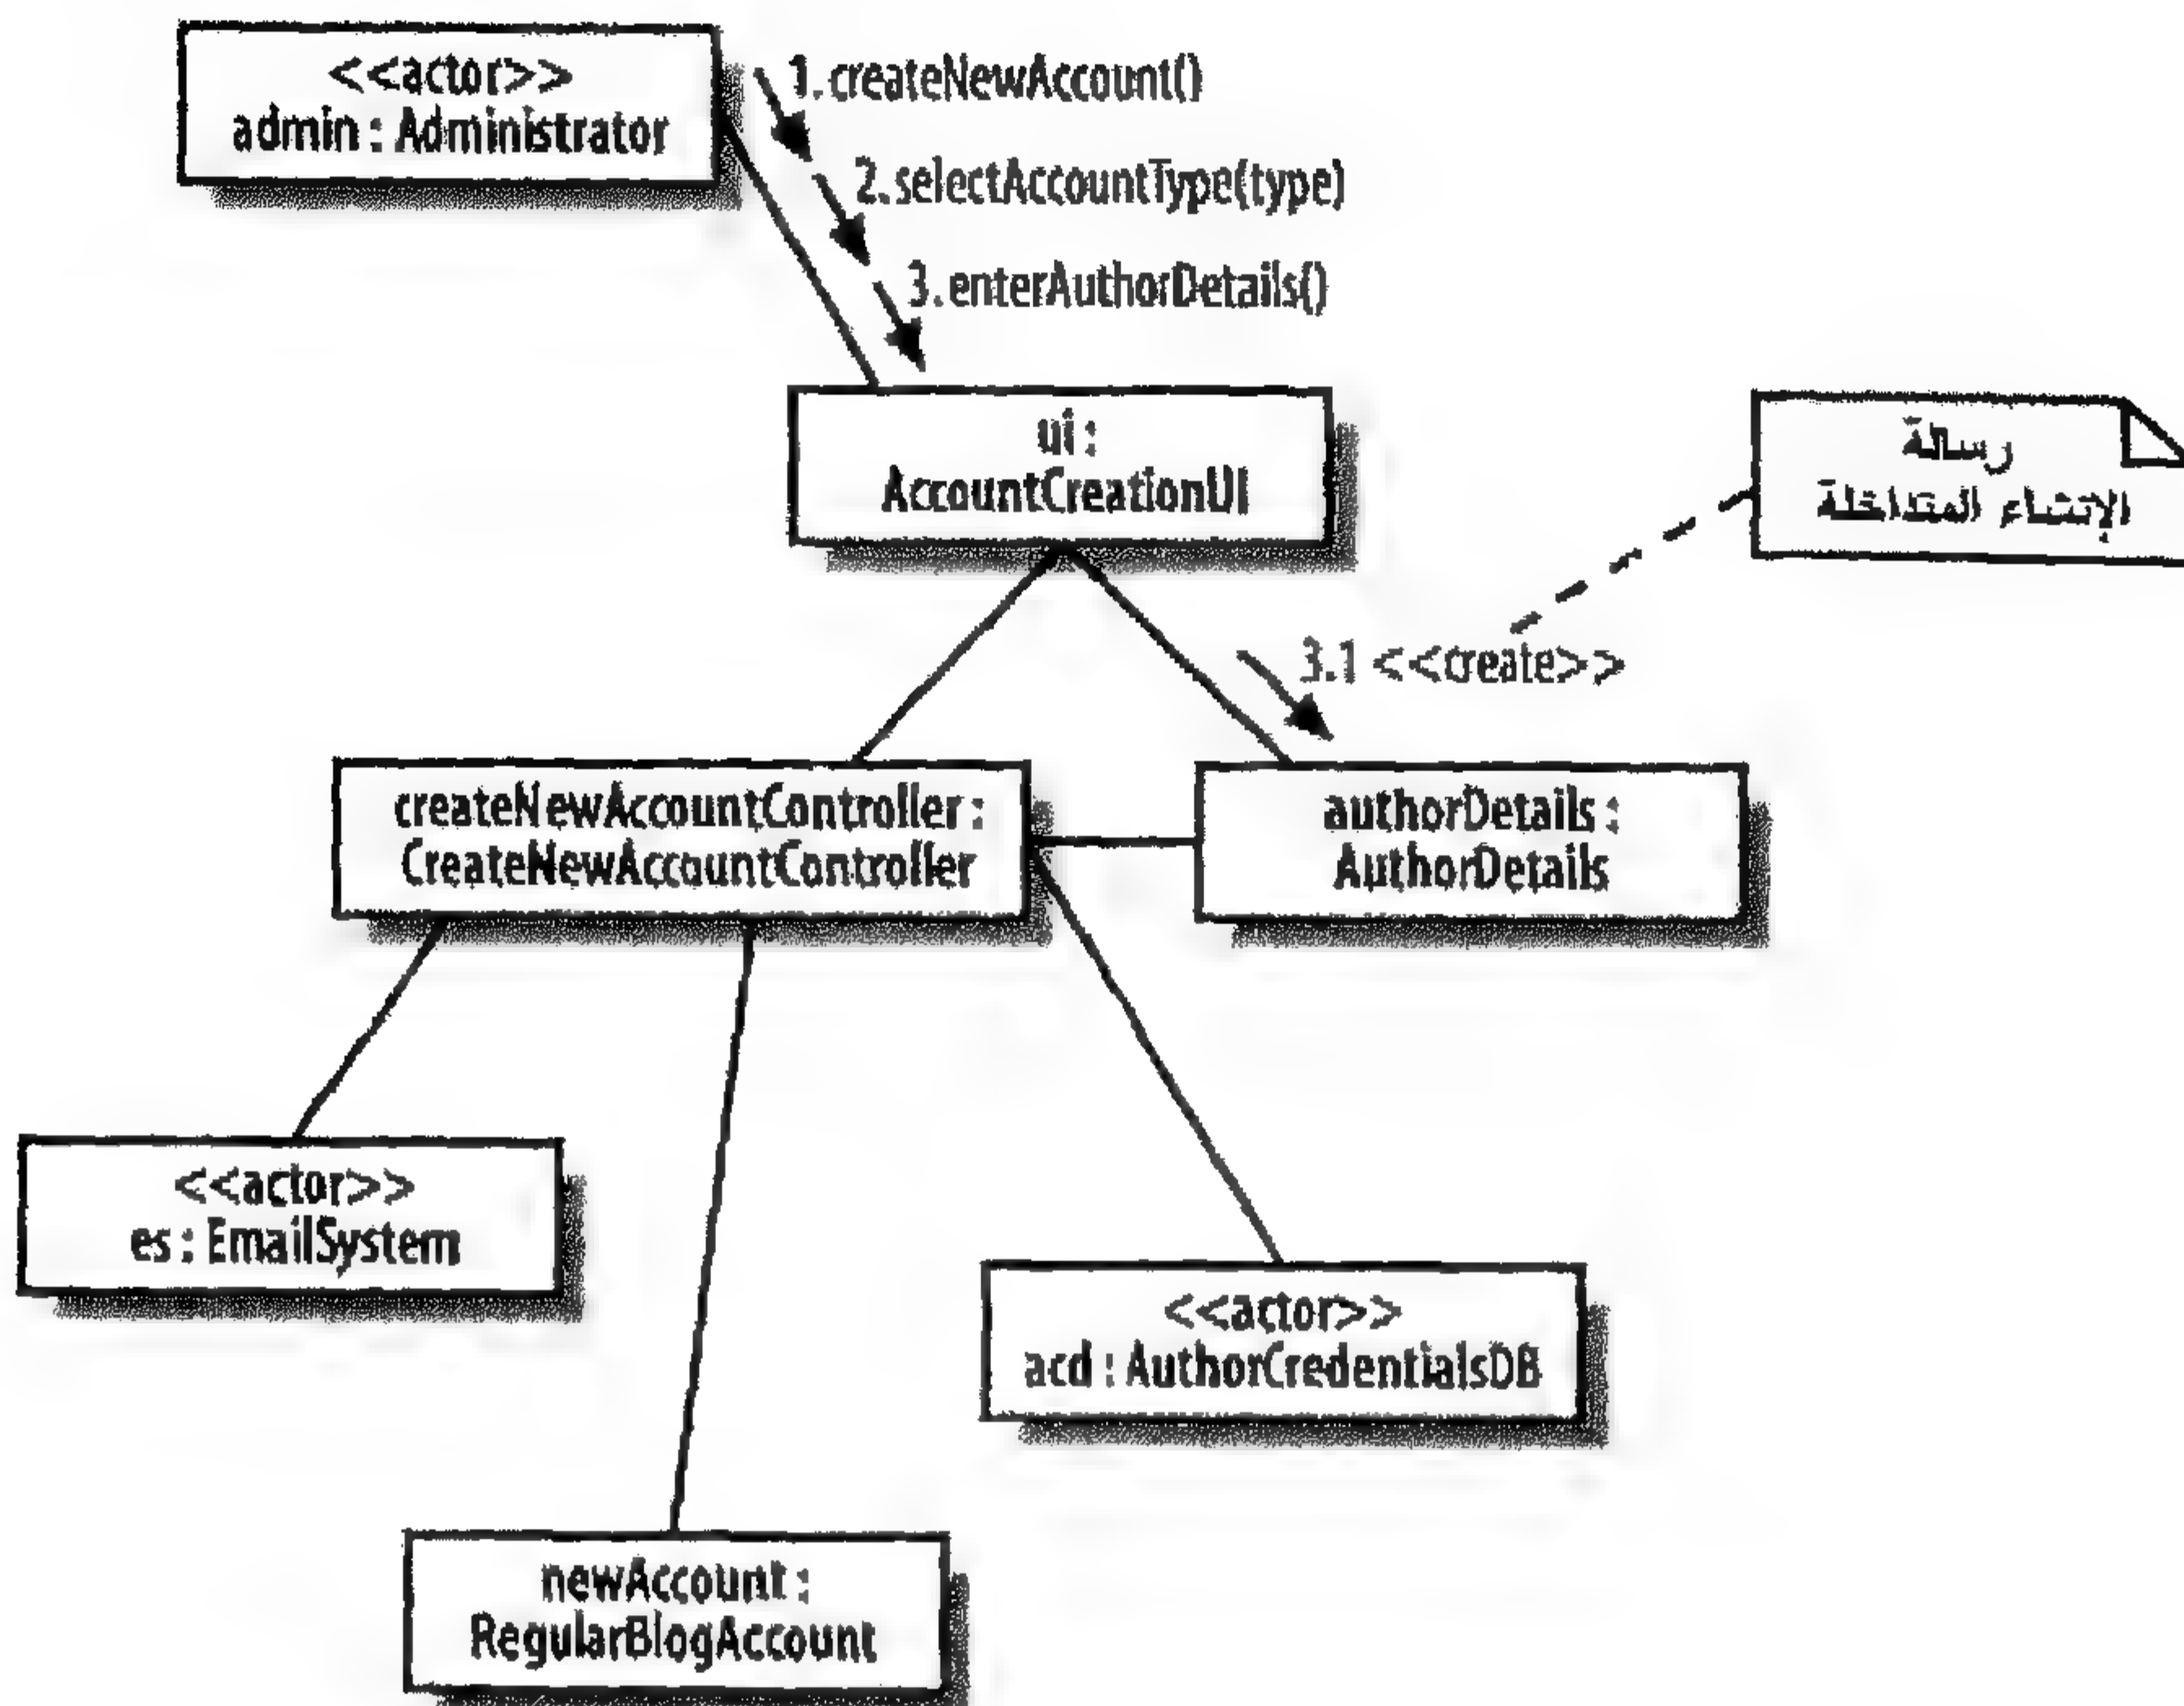 <<actor>>
admin : Administrator
1. createNewAccount()
2. selectAccountType(type)
3. enterAuthorDetails()
ui :
AccountCreationUI
رسالة
الإنشاء المتداخلة
3.1 <<create>>
createNewAccountController :
CreateNewAccountController
authorDetails :
AuthorDetails
<<actor>>
es : EmailSystem
<<actor>>
acd : AuthorCredentialsDB
newAccount :
RegularBlogAccount